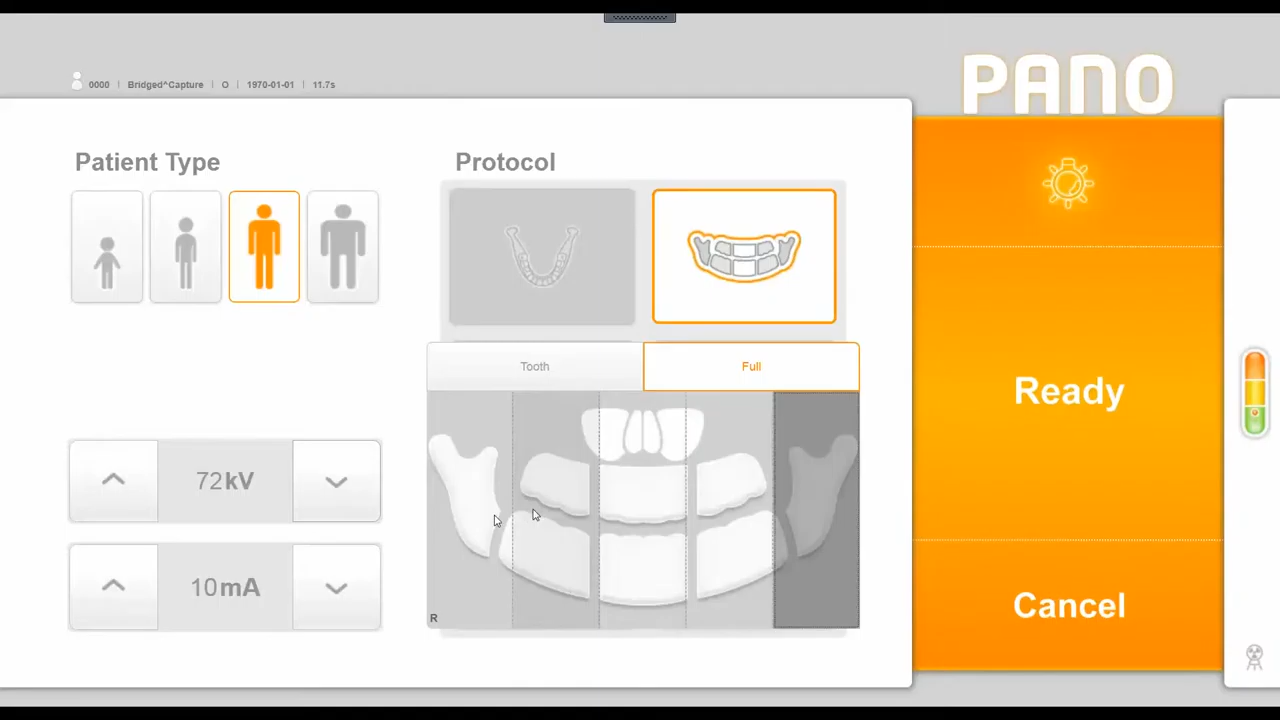 PANO
0000 | Bridged^Capture | O | 1970-01-01 | 11.7s
Patient Type
Protocol
Tooth
Full
72kV
10mA
R
Ready
Cancel